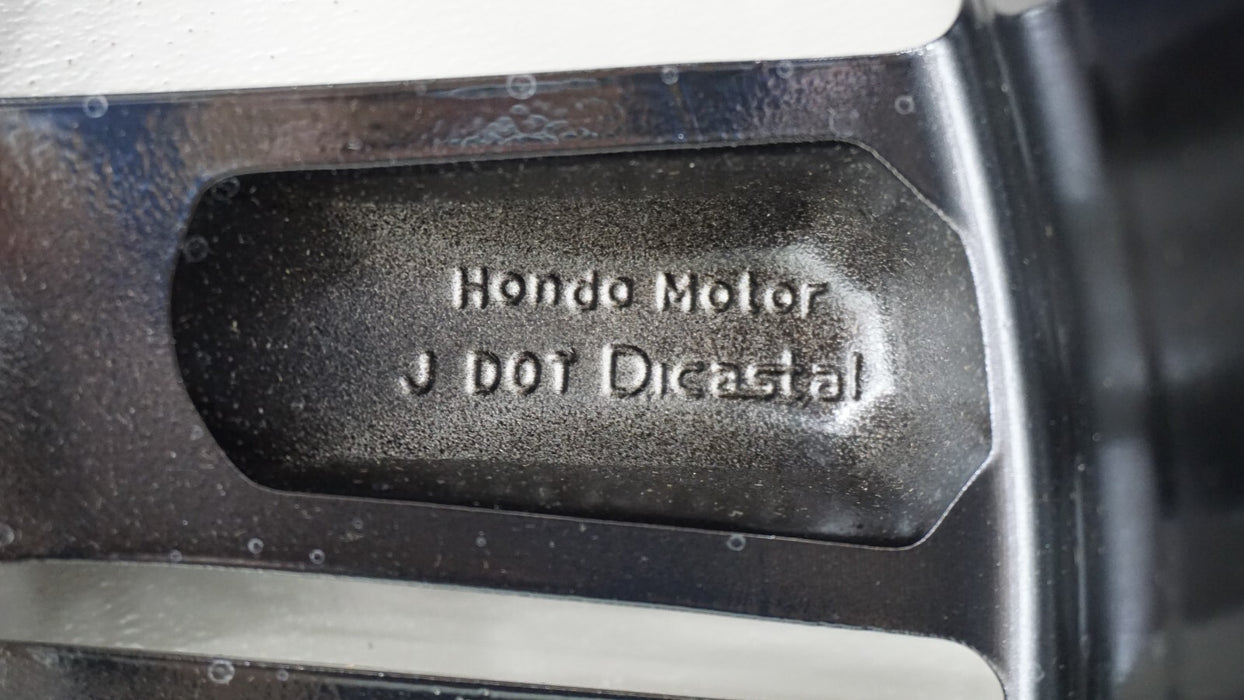 Honda Motor
J DOT Dicastal